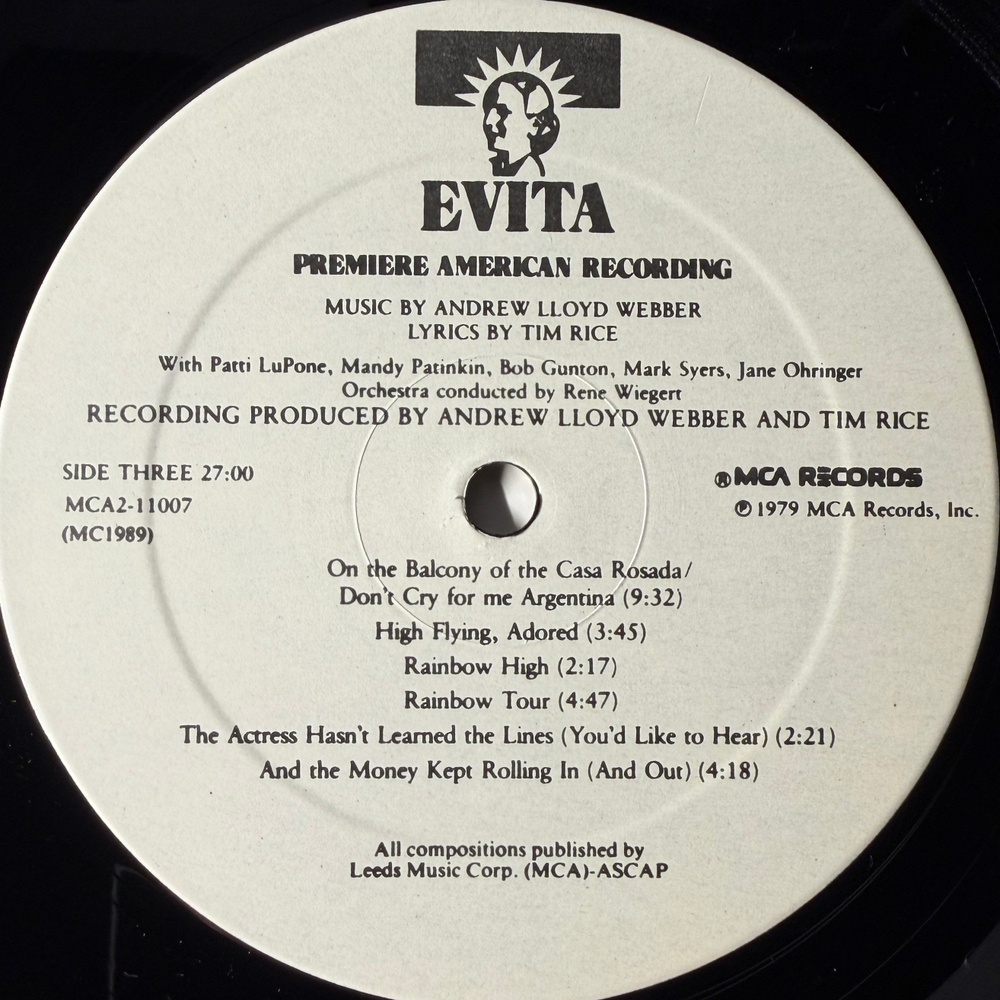 EVITA
PREMIERE AMERICAN RECORDING
MUSIC BY ANDREW LLOYD WEBBER
LYRICS BY TIM RICE
With Patti LuPone, Mandy Patinkin, Bob Gunton, Mark Syers, Jane Ohringer
Orchestra conducted by Rene Wiegert
RECORDING PRODUCED BY ANDREW LLOYD WEBBER AND TIM RICE
SIDE THREE 27:00
MCA2-11007
(MC1989)
®MCA RECORDS
℗ 1979 MCA Records, Inc.
On the Balcony of the Casa Rosada/
Don't Cry for me Argentina (9:32)
High Flying, Adored (3:45)
Rainbow High (2:17)
Rainbow Tour (4:47)
The Actress Hasn't Learned the Lines (You'd Like to Hear) (2:21)
And the Money Kept Rolling In (And Out) (4:18)
All compositions published by
Leeds Music Corp. (MCA)-ASCAP